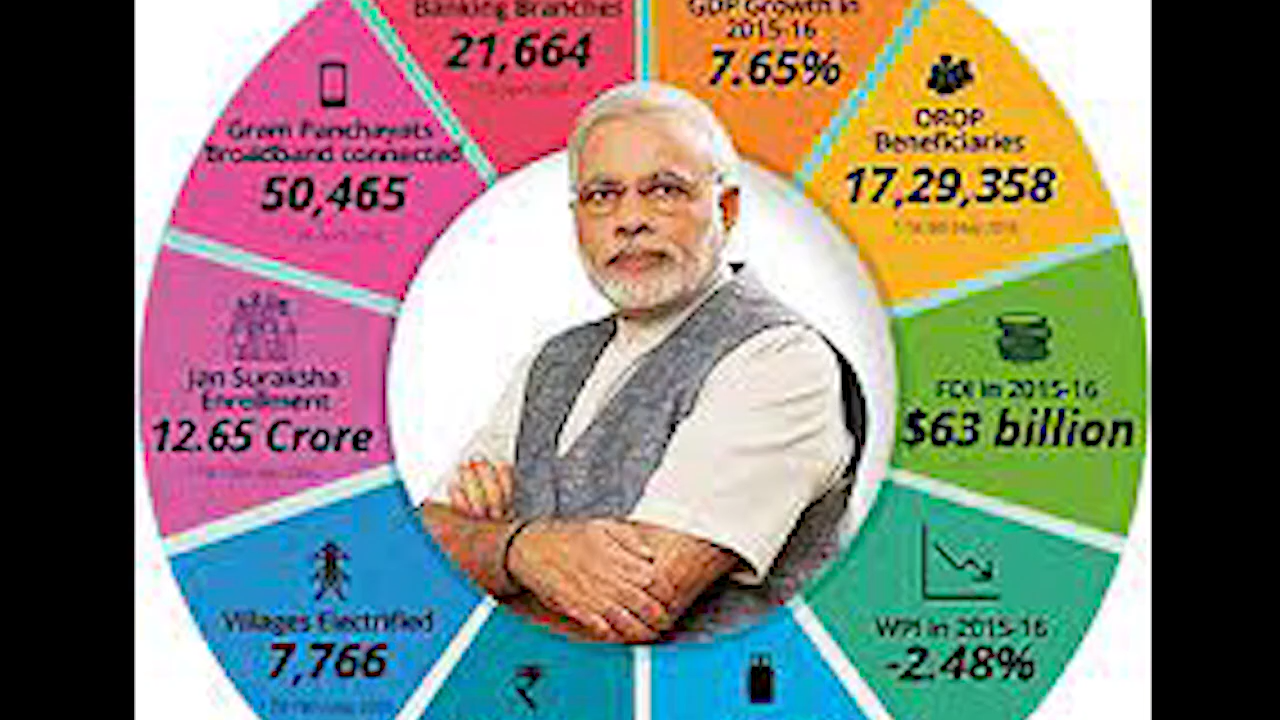 Banking Branches
21,664
GDP Growth in
2015-16
7.65%
OROP
Beneficiaries
17,29,358
FDI in 2015-16
$63 billion
WPI in 2015-16
-2.48%
Villages Electrified
7,766
Jan Suraksha
Enrollment
12.65 Crore
Gram Panchayats
broadband connected
50,465